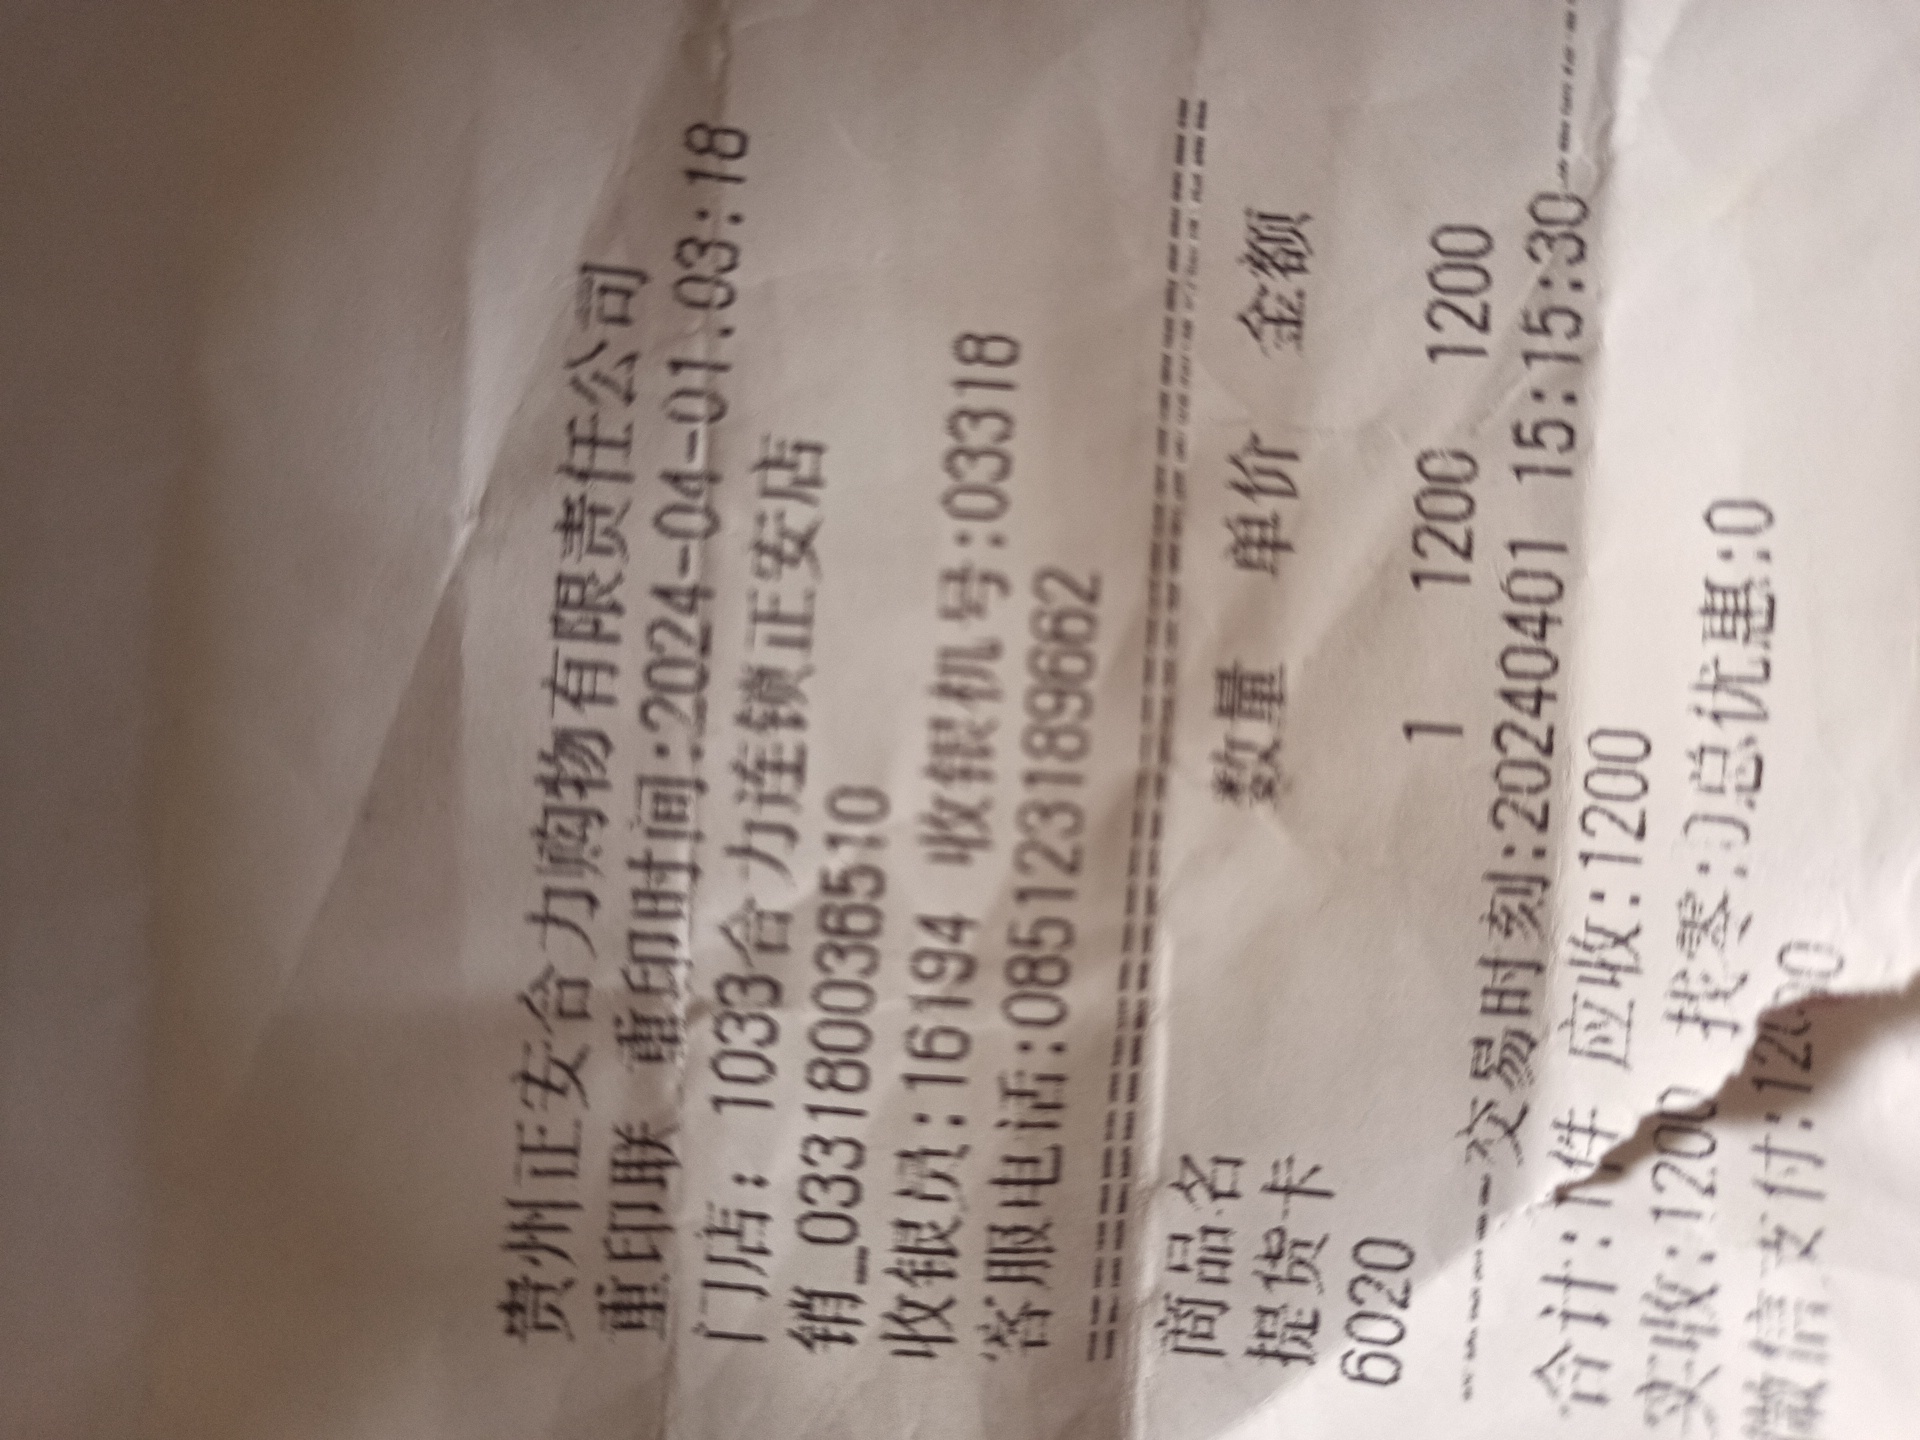 贵州正安合力购物有限责任公司
重印联 重印时间:2024-04-01.03:18
门店: 1033合力连锁正安店
销_033180036510
收银员:16194 收银机号:03318
客服电话:085123189662
商品名 数量 单价 金额
提货卡
6020 1 1200 1200
交易时刻:20240401 15:15:30
合计:1件 应收:1200
实收:1200 找零:0总优惠:0
微信支付:1200